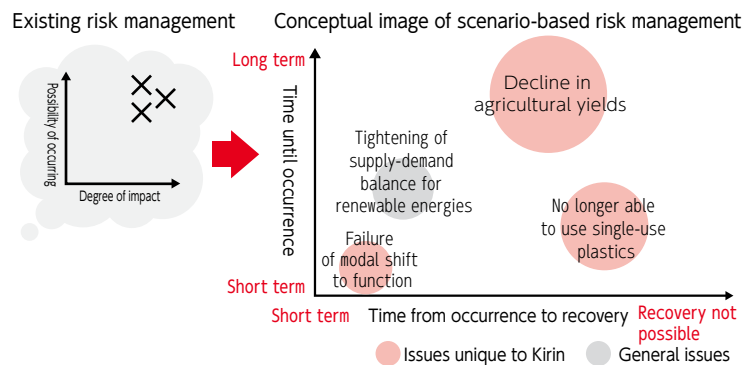 Existing risk management
Possibility of occurring
Degree of impact
Conceptual image of scenario-based risk management
Long term
Time until occurrence
Short term
Decline in
agricultural yields
Tightening of
supply-demand
balance for
renewable energies
No longer able
to use single-use
plastics
Failure
of modal shift
to function
Short term
Time from occurrence to recovery
Recovery not
possible
Issues unique to Kirin
General issues